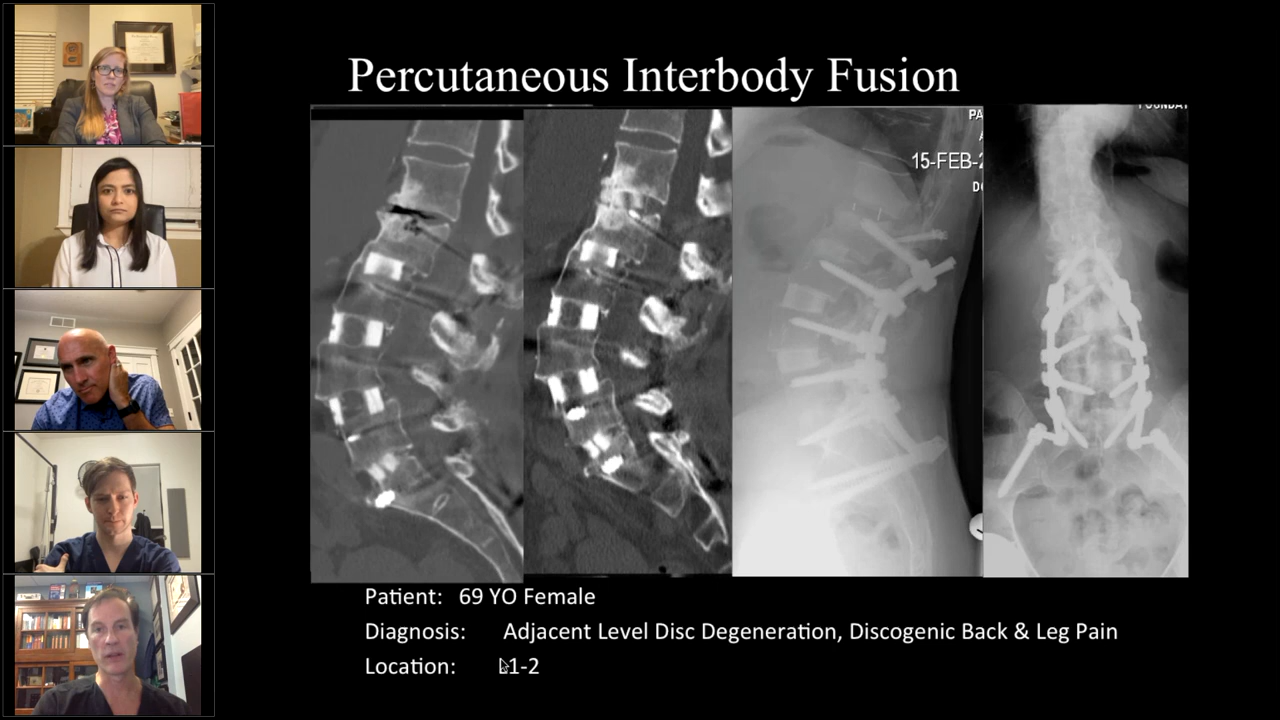 Percutaneous Interbody Fusion
PA
15-FEB-2
Patient: 69 YO Female
Diagnosis: Adjacent Level Disc Degeneration, Discogenic Back & Leg Pain
Location: L1-2